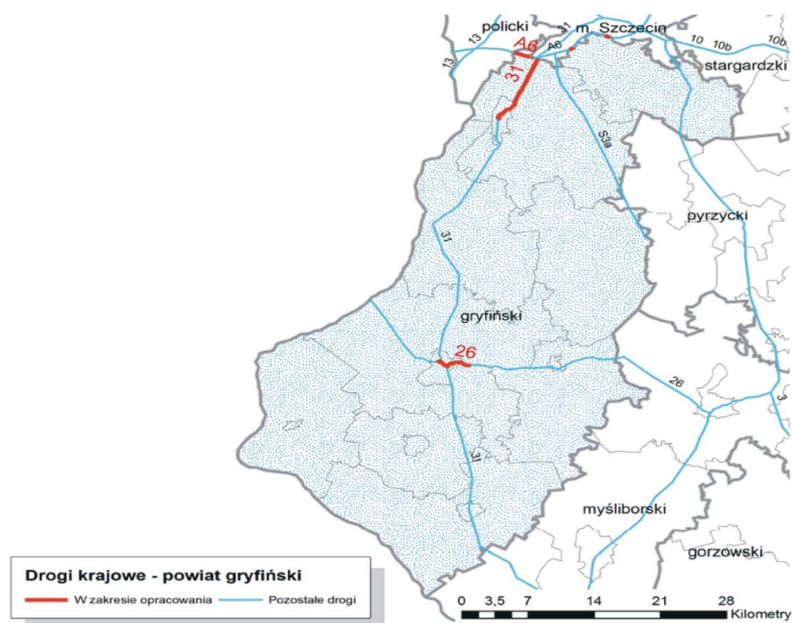 policki
31
m. Szczecin
13
A6
A6
10
10b
10b
13
31
stargardzki
S3a
pyrzycki
31
gryfiński
26
26
3
31
myśliborski
gorzowski
Drogi krajowe - powiat gryfiński
W zakresie opracowania
Pozostałe drogi
0 3,5 7 14 21 28
Kilometry